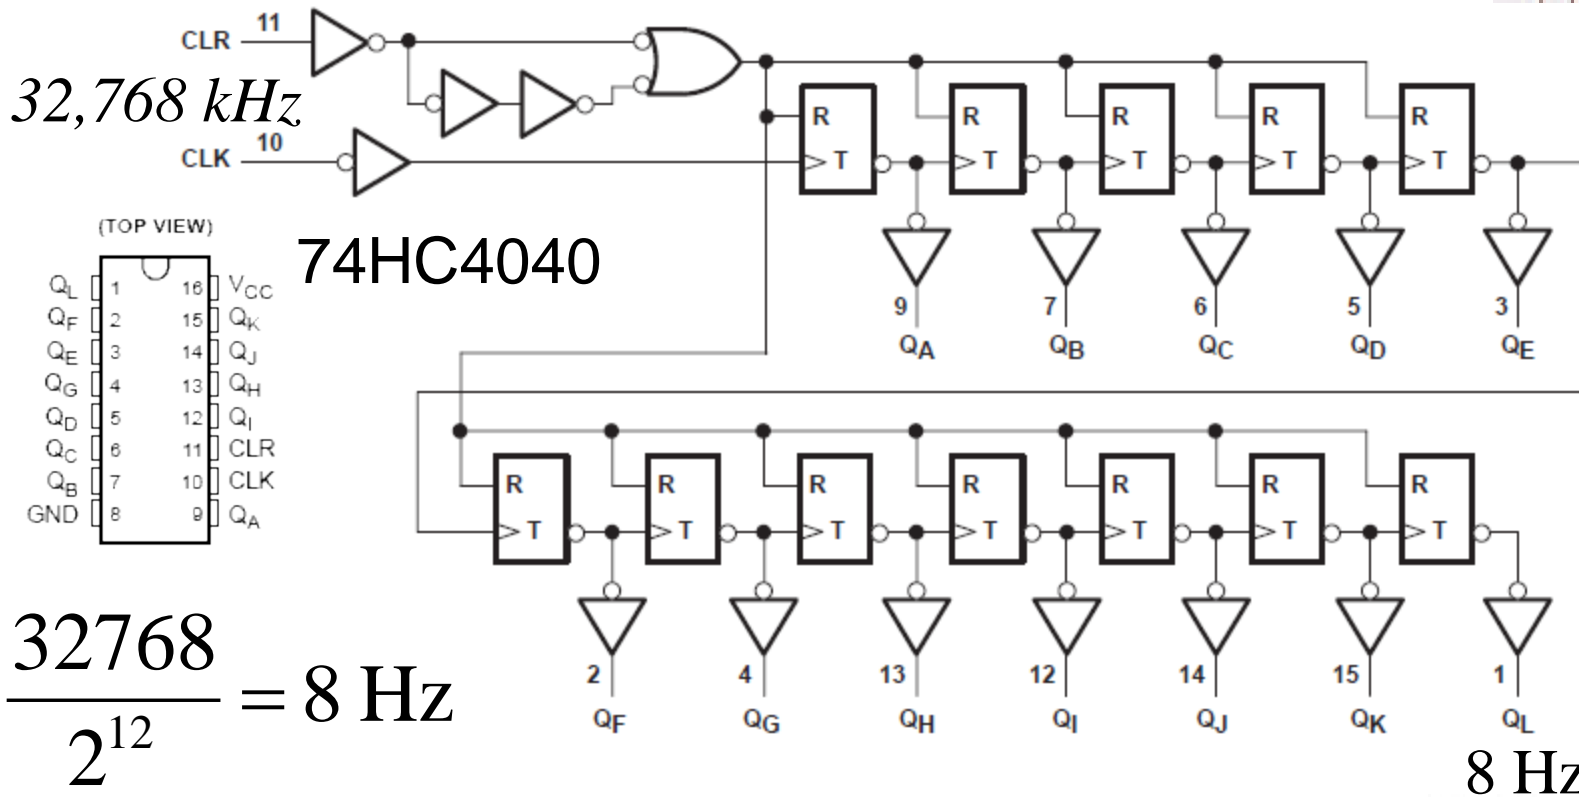 CLR 11
32,768 kHz
CLK 10
R R R R R
T T T T T
(TOP VIEW)
74HC4040
QL 1 16 VCC
QF 2 15 QK
QE 3 14 QJ
QG 4 13 QH
QD 5 12 QI
QC 6 11 CLR
QB 7 10 CLK
GND 8 9 QA
9 7 6 5 3
QA QB QC QD QE
R R R R R R R
T T T T T T T
2 4 13 12 14 15 1
QF QG QH QI QJ QK QL
32768
2^12
= 8 Hz
8 Hz